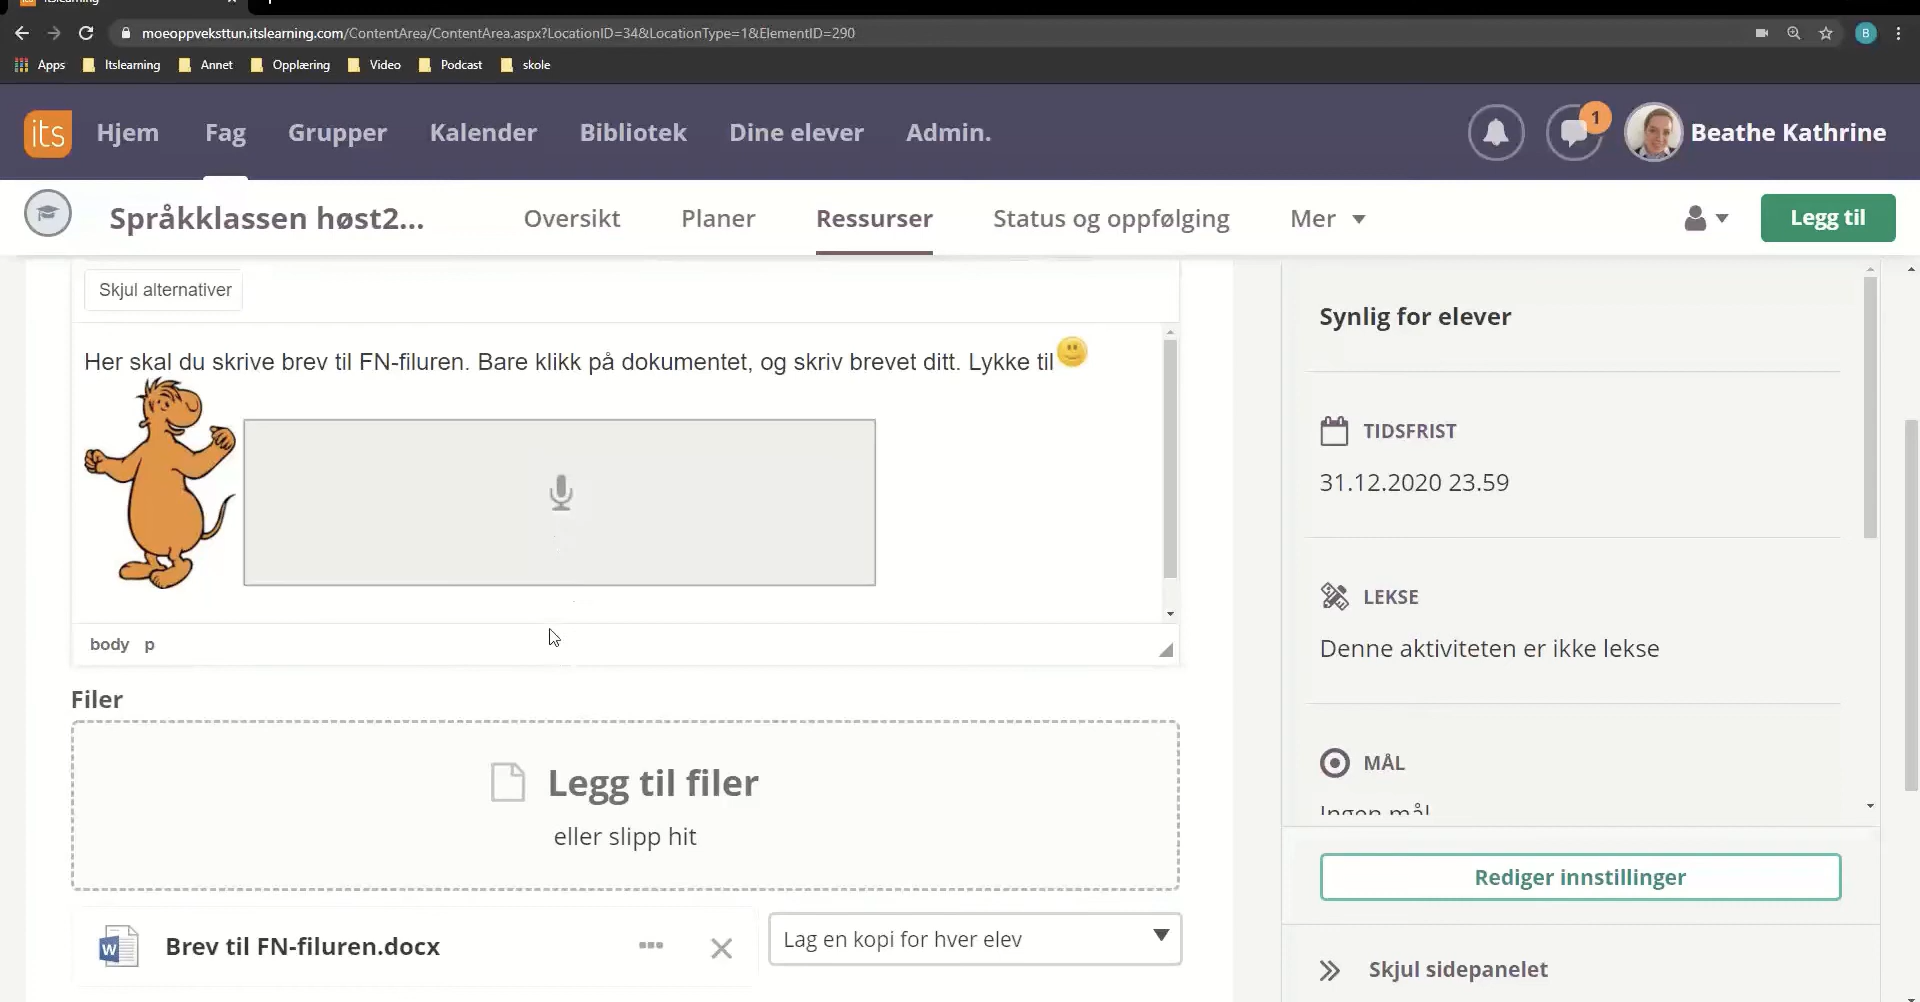 itslearning
moeoppveksttun.itslearning.com/ContentArea/ContentArea.aspx?LocationID=34&LocationType=1&ElementID=290
B
Apps Itslearning Annet Opplæring Video Podcast skole
its Hjem Fag Grupper Kalender Bibliotek Dine elever Admin. 1 Beathe Kathrine
Språkklassen høst2... Oversikt Planer Ressurser Status og oppfølging Mer Legg til
Skjul alternativer
Her skal du skrive brev til FN-filuren. Bare klikk på dokumentet, og skriv brevet ditt. Lykke til
body p
Filer
Legg til filer
eller slipp hit
W Brev til FN-filuren.docx
Lag en kopi for hver elev
Synlig for elever
TIDSFRIST
31.12.2020 23.59
LEKSE
Denne aktiviteten er ikke lekse
MÅL
Ingen mål
Rediger innstillinger
Skjul sidepanelet